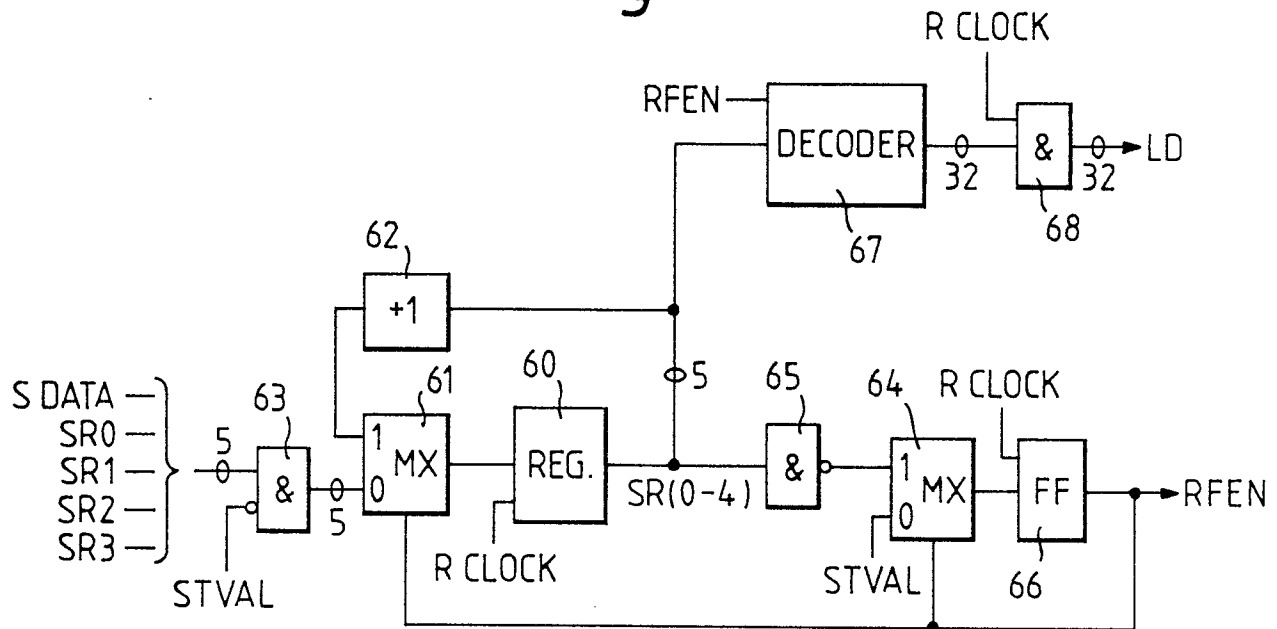 R CLOCK
RFEN
DECODER
32
&
32
LD
67
68
62
+1
5
S DATA
SR0
SR1
SR2
SR3
5
63
&
5
STVAL
61
1
0
MX
60
REG.
R CLOCK
SR(0-4)
65
&
64
1
0
MX
STVAL
R CLOCK
FF
66
RFEN